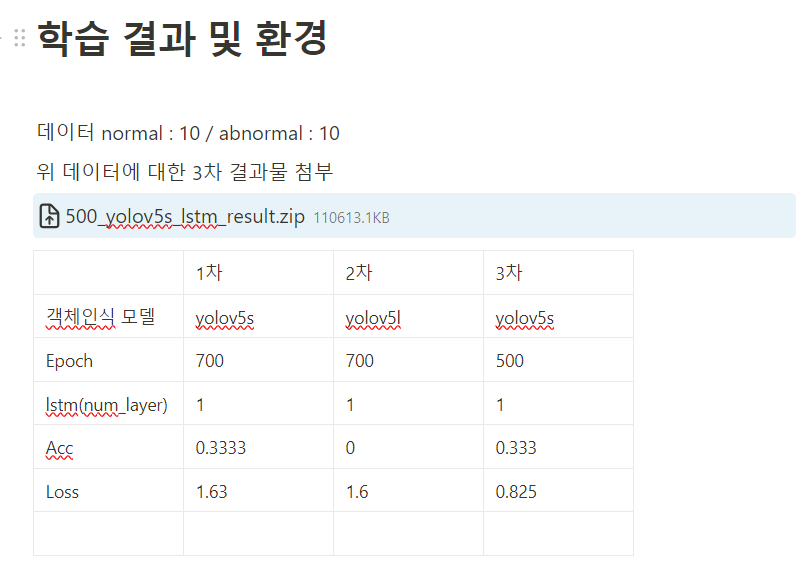 학습 결과 및 환경
데이터 normal : 10 / abnormal : 10
위 데이터에 대한 3차 결과물 첨부
500_yolov5s_lstm_result.zip 110613.1KB
1차 2차 3차
객체인식 모델 yolov5s yolov5l yolov5s
Epoch 700 700 500
lstm(num_layer) 1 1 1
Acc 0.3333 0 0.333
Loss 1.63 1.6 0.825